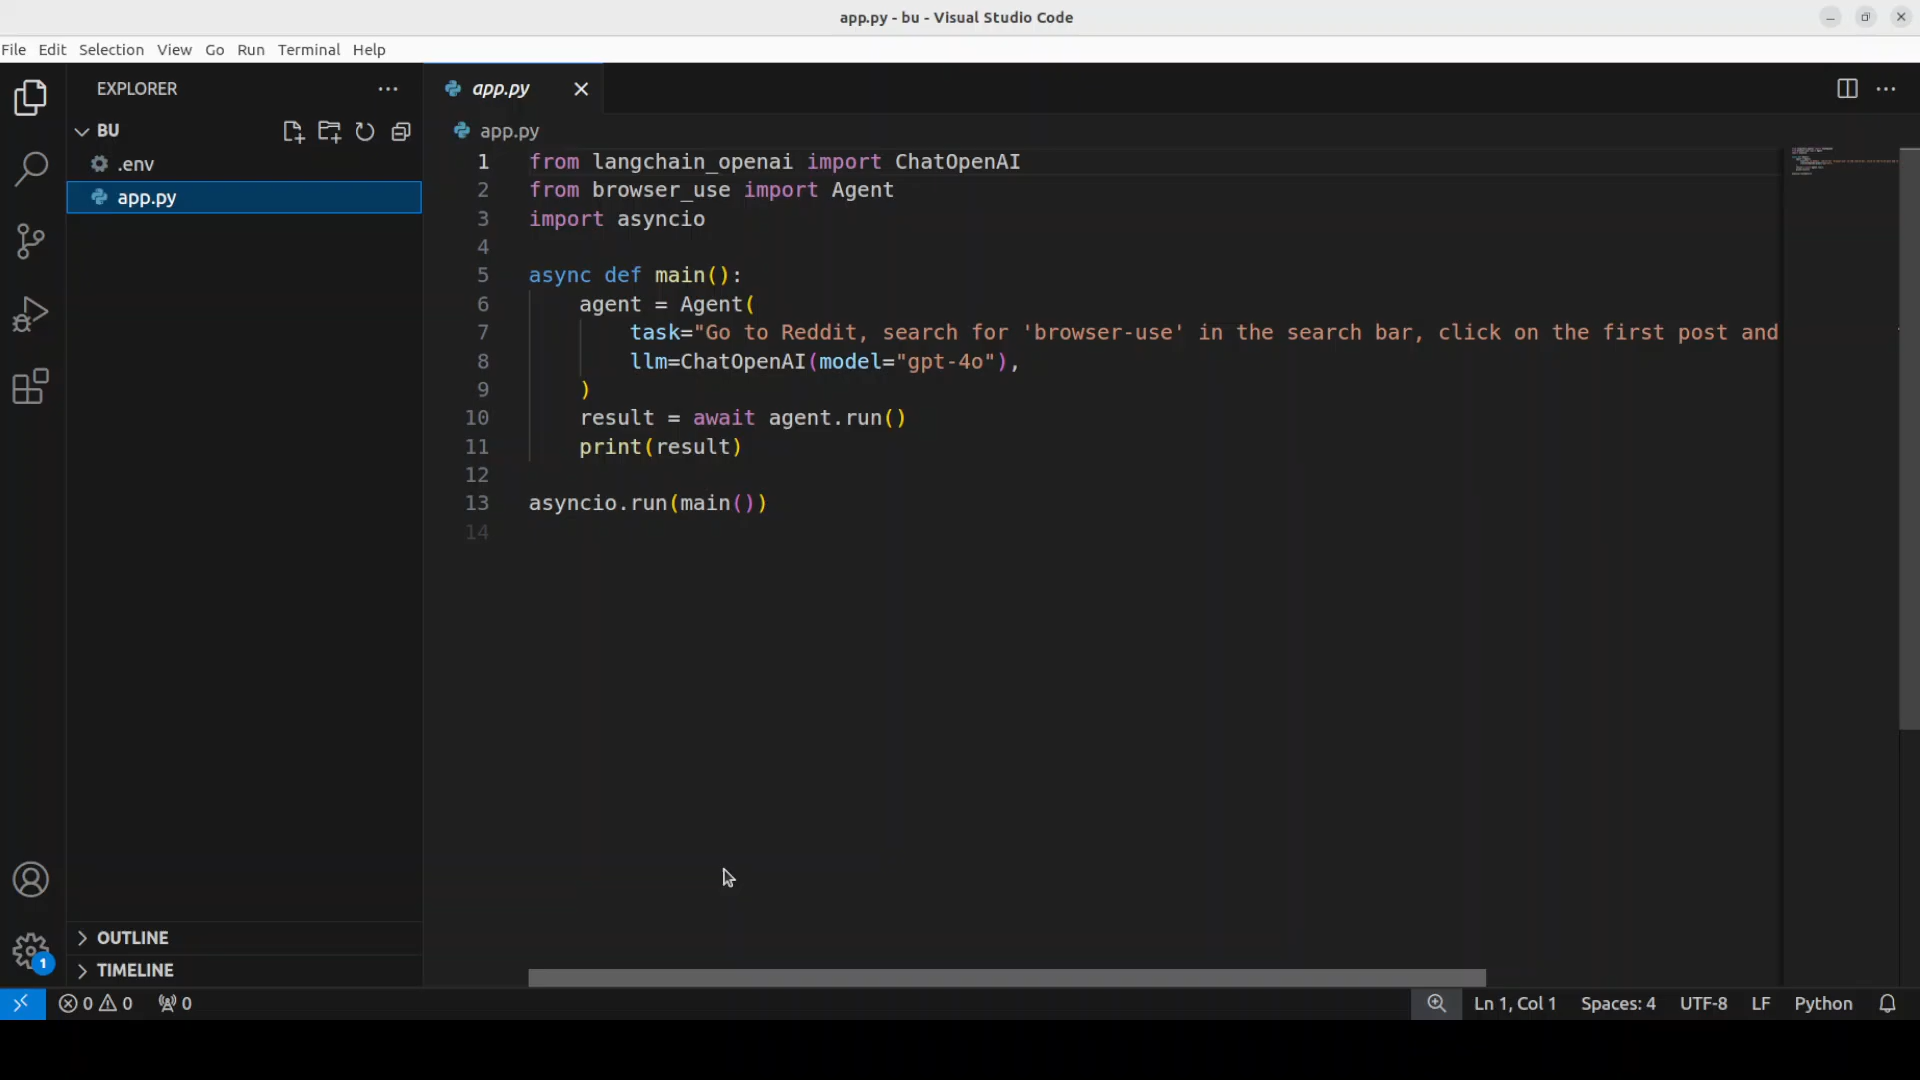 app.py - bu - Visual Studio Code
File Edit Selection View Go Run Terminal Help
EXPLORER
app.py
BU
app.py
.env
app.py
1 from langchain_openai import ChatOpenAI
2 from browser_use import Agent
3 import asyncio
4
5 async def main():
6 agent = Agent(
7 task="Go to Reddit, search for 'browser-use' in the search bar, click on the first post and
8 llm=ChatOpenAI(model="gpt-4o"),
9 )
10 result = await agent.run()
11 print(result)
12
13 asyncio.run(main())
14
OUTLINE
TIMELINE
1
0 0 0 Ln 1, Col 1 Spaces: 4 UTF-8 LF Python